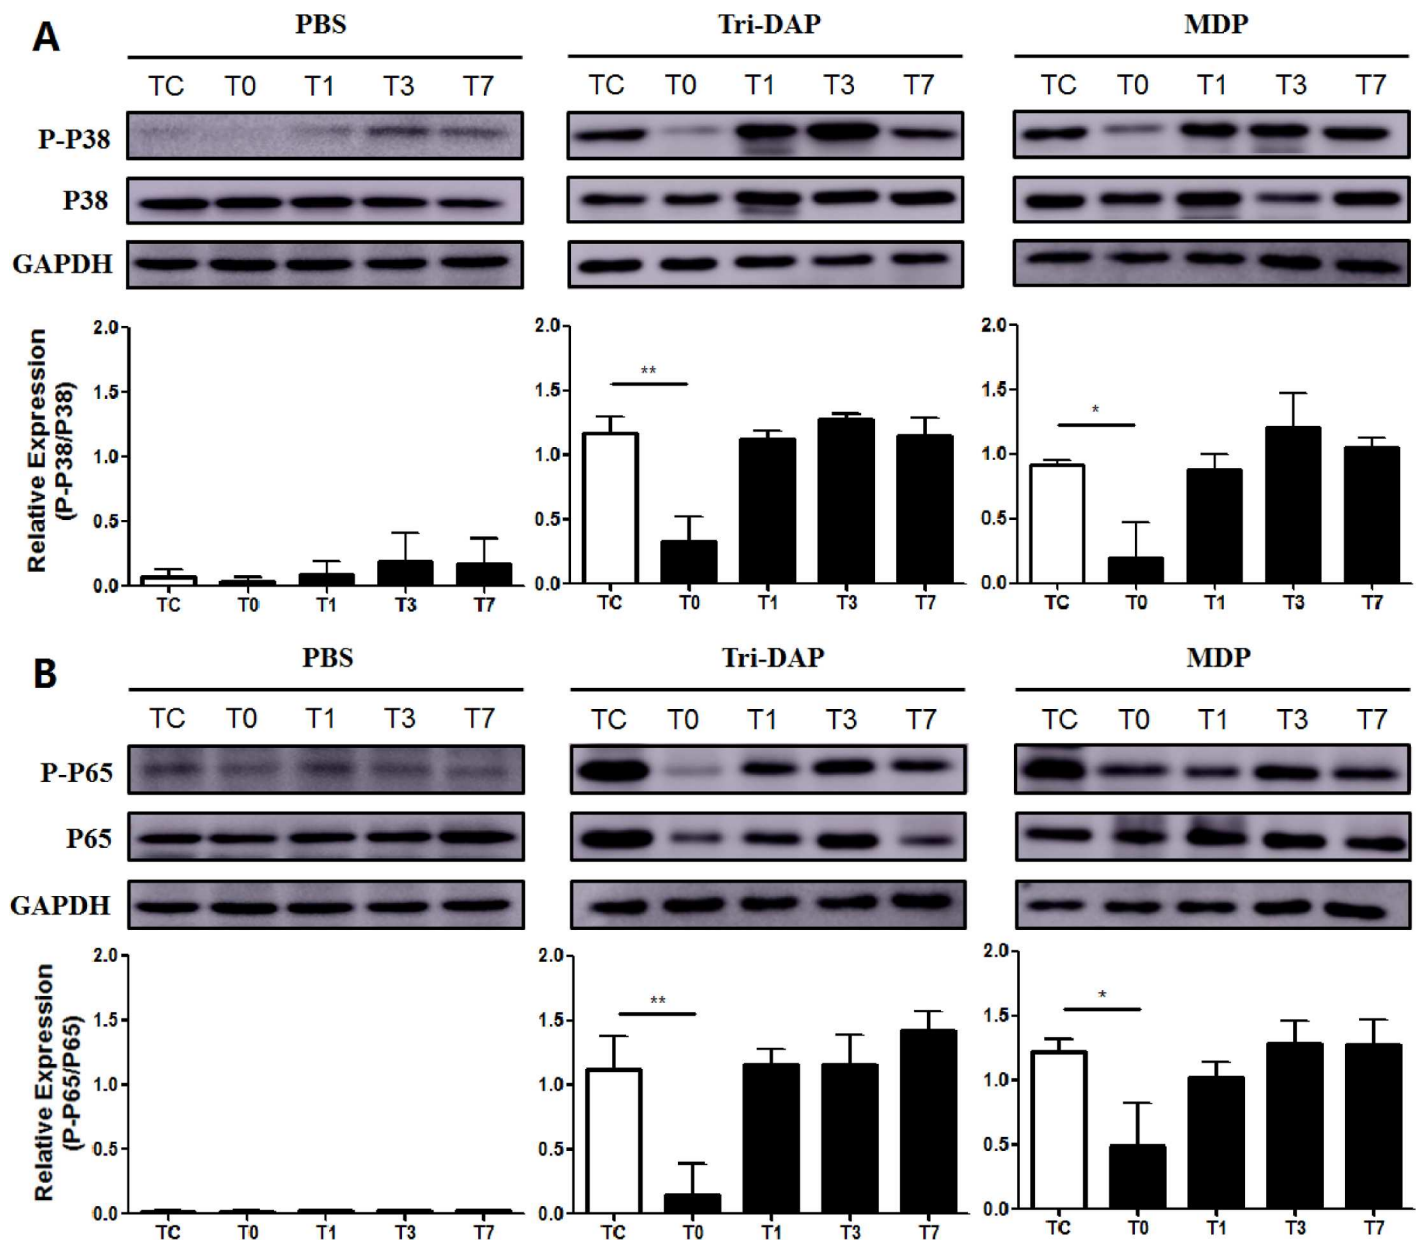 A
PBS
Tri-DAP
MDP
TC T0 T1 T3 T7
TC T0 T1 T3 T7
TC T0 T1 T3 T7
P-P38
P38
GAPDH
Relative Expression
(P-P38/P38)
2.0
1.5
1.0
0.5
0.0
TC T0 T1 T3 T7
2.0
1.5
1.0
0.5
0.0
**
TC T0 T1 T3 T7
2.0
1.5
1.0
0.5
0.0
*
TC T0 T1 T3 T7
B
PBS
Tri-DAP
MDP
TC T0 T1 T3 T7
TC T0 T1 T3 T7
TC T0 T1 T3 T7
P-P65
P65
GAPDH
Relative Expression
(P-P65/P65)
2.0
1.5
1.0
0.5
0.0
TC T0 T1 T3 T7
2.0
1.5
1.0
0.5
0.0
**
TC T0 T1 T3 T7
2.0
1.5
1.0
0.5
0.0
*
TC T0 T1 T3 T7